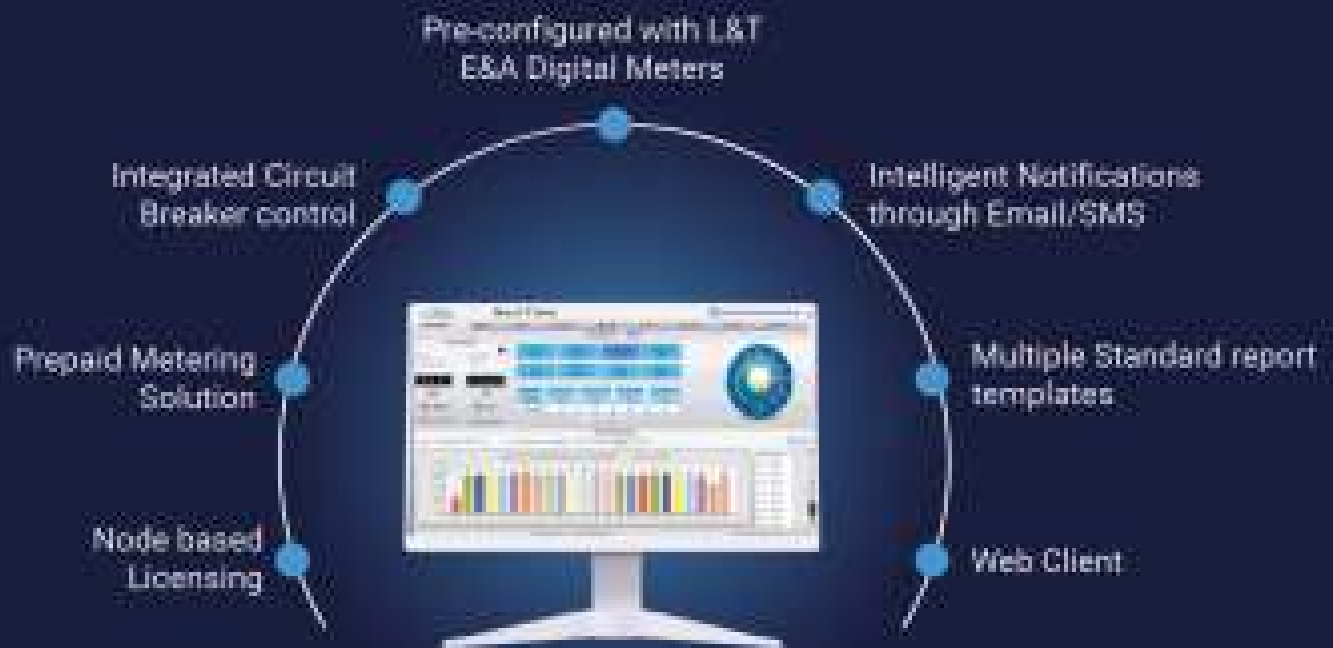 Pre-configured with L&T
E&A Digital Meters
Integrated Circuit
Breaker control
Intelligent Notifications
through Email/SMS
Prepaid Metering
Solution
Multiple Standard report
templates
Node based
Licensing
Web Client